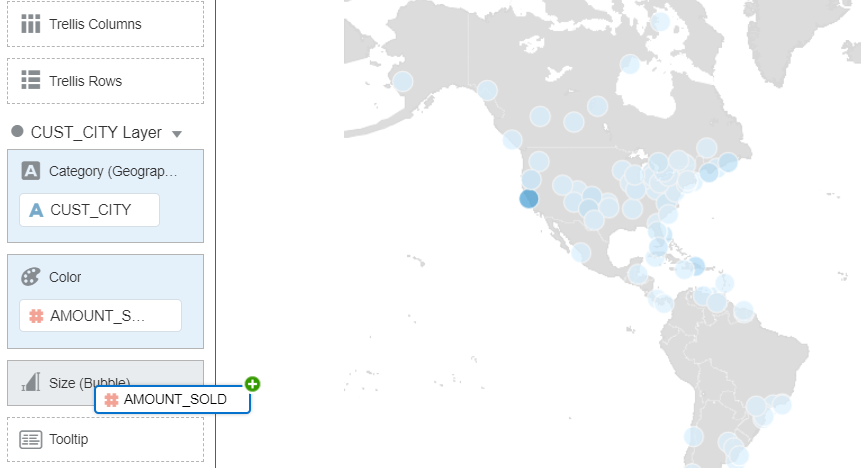 Trellis Columns
Trellis Rows
CUST_CITY Layer
A Category (Geograp...
A CUST_CITY
Color
AMOUNT_S...
Size (Bubble)
AMOUNT_SOLD
Tooltip